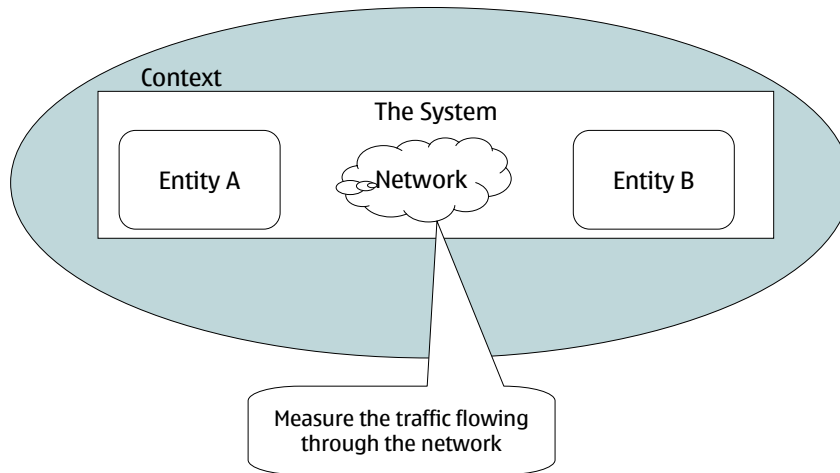 Context
The System
Entity A
Network
Entity B
Measure the traffic flowing
through the network